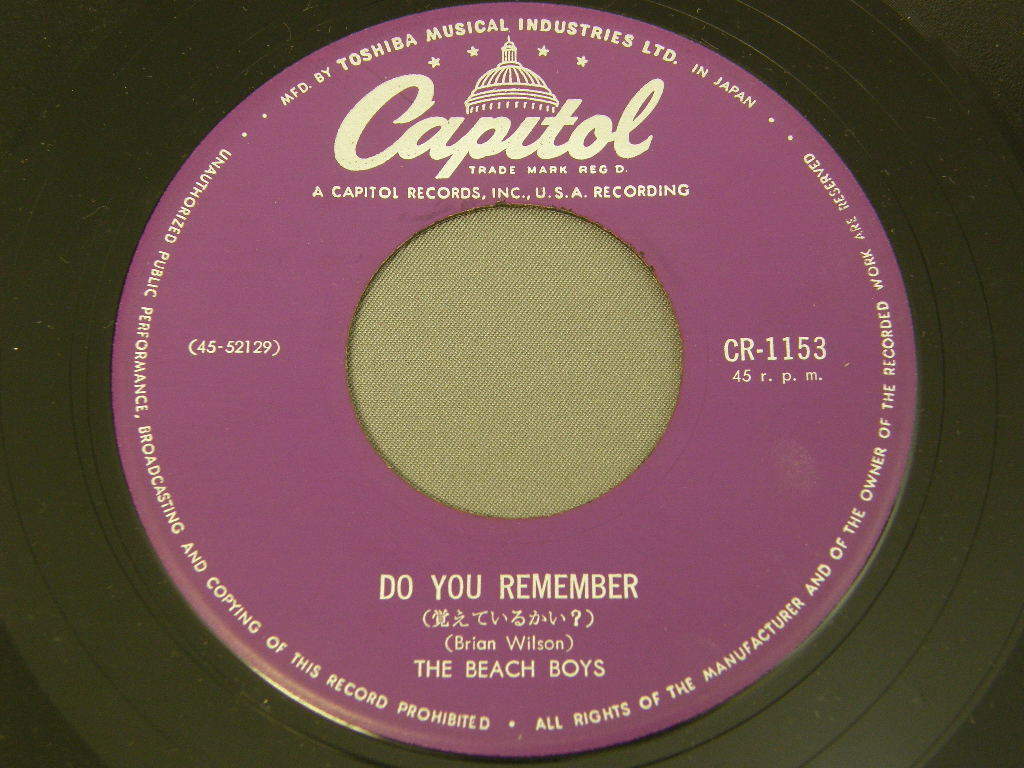 MFD. BY TOSHIBA MUSICAL INDUSTRIES LTD. IN JAPAN
Capitol
TRADE MARK REG'D.
A CAPITOL RECORDS, INC., U.S.A. RECORDING
(45-52129)
CR-1153
45 r. p. m.
DO YOU REMEMBER
(覚えているかい?)
(Brian Wilson)
THE BEACH BOYS
UNAUTHORIZED PUBLIC PERFORMANCE, BROADCASTING AND COPYING OF THIS RECORD PROHIBITED • ALL RIGHTS OF THE MANUFACTURER AND OF THE OWNER OF THE RECORDED WORK ARE RESERVED